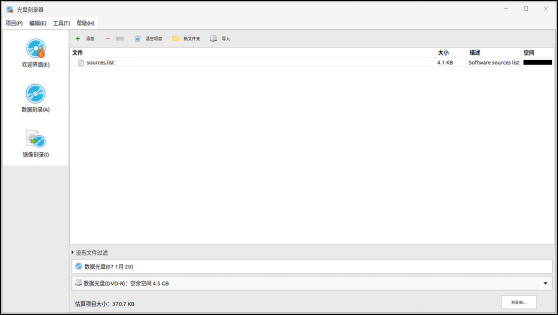 光盘刻录器
项目(P) 编辑(E) 工具(T) 帮助(H)
添加 删除 清空项目 新文件夹 导入
欢迎界面(E)
数据刻录(A)
镜像刻录(I)
文件 大小 描述 空间
sources.list 4.1 KB Software sources list
没有文件过滤
数据光盘(07 1月 20)
数据光盘(DVD-R)：空余空间 4.5 GB
估算项目大小：370.7 KB
刻录...